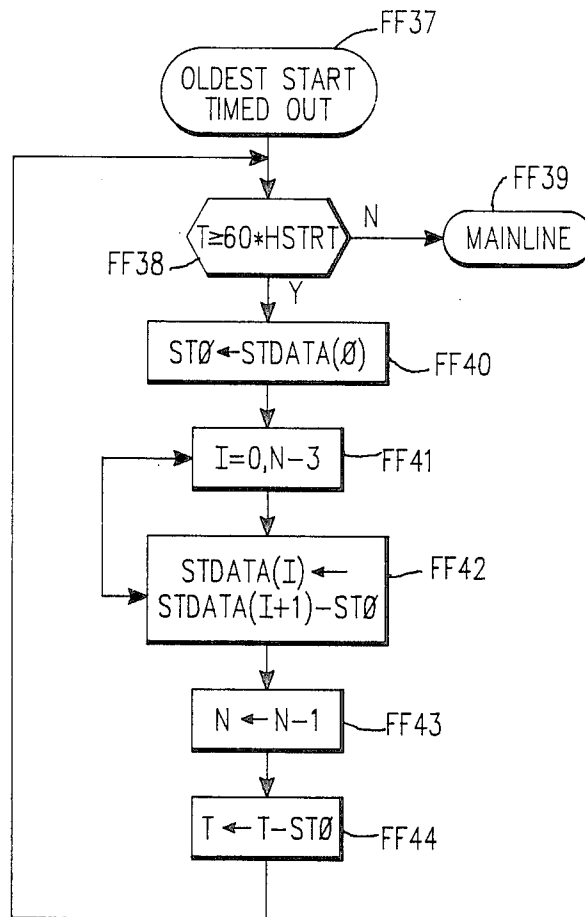 FF37
OLDEST START
TIMED OUT
FF39
T≥60*HSTRT
N
MAINLINE
FF38
Y
STØ←STDATA(Ø)
FF40
I=0,N-3
FF41
STDATA(I)←
STDATA(I+1)-STØ
FF42
N ← N-1
FF43
T ← T-STØ
FF44